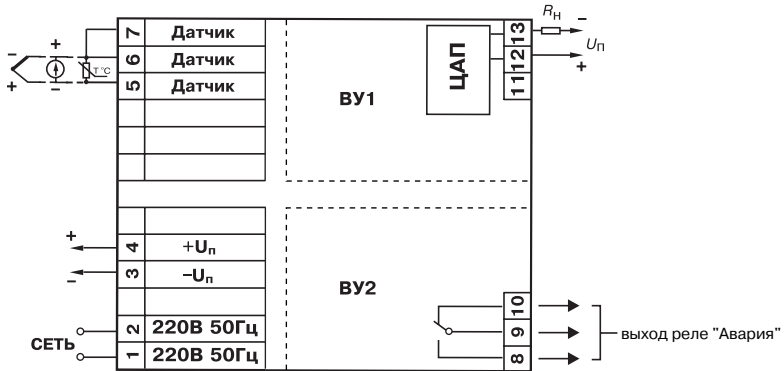 7 Датчик
6 Датчик
5 Датчик
− + +
+ − T °C
ВУ1
ЦАП
13
12
11
RН −
UП
+
+
−
4 +Uп
3 −Uп
СЕТЬ
2 220В 50Гц
1 220В 50Гц
ВУ2
10
9
8
выход реле "Авария"